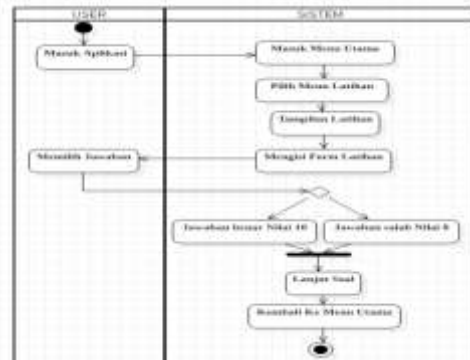 USER
SISTEM
Masuk Aplikasi
Masuk Menu Utama
Pilih Menu Latihan
Tampilan Latihan
Mengisi Form Latihan
Memilih Jawaban
Jawaban benar Nilai 10
Jawaban salah Nilai 0
Lanjut Soal
Kembali Ke Menu Utama